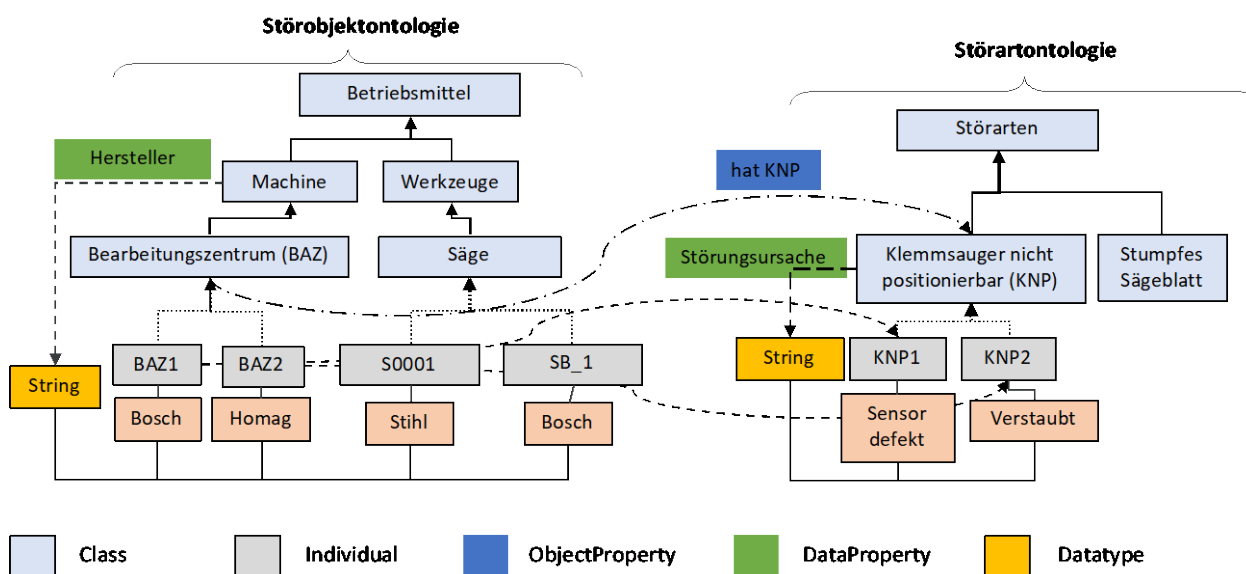 Störobjektontologie
Störartontologie
Betriebsmittel
Störarten
Hersteller
Machine
Werkzeuge
hat KNP
Bearbeitungszentrum (BAZ)
Säge
Störungsursache
Klemmsauger nicht
positionierbar (KNP)
Stumpfes
Sägeblatt
String
BAZ1
BAZ2
S0001
SB_1
String
KNP1
KNP2
Bosch
Homag
Stihl
Bosch
Sensor
defekt
Verstaubt
Class
Individual
ObjectProperty
DataProperty
Datatype